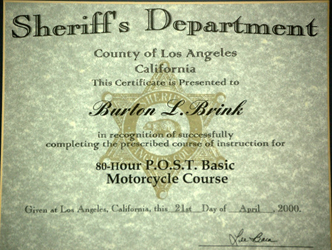 Sheriff's Department
County of Los Angeles
California
This Certificate is Presented to
Burton L. Brink
in recognition of successfully
completing the prescribed course of instruction for
80-Hour P.O.S.T. Basic
Motorcycle Course
Given at Los Angeles, California, this 21st Day of April, 2000.